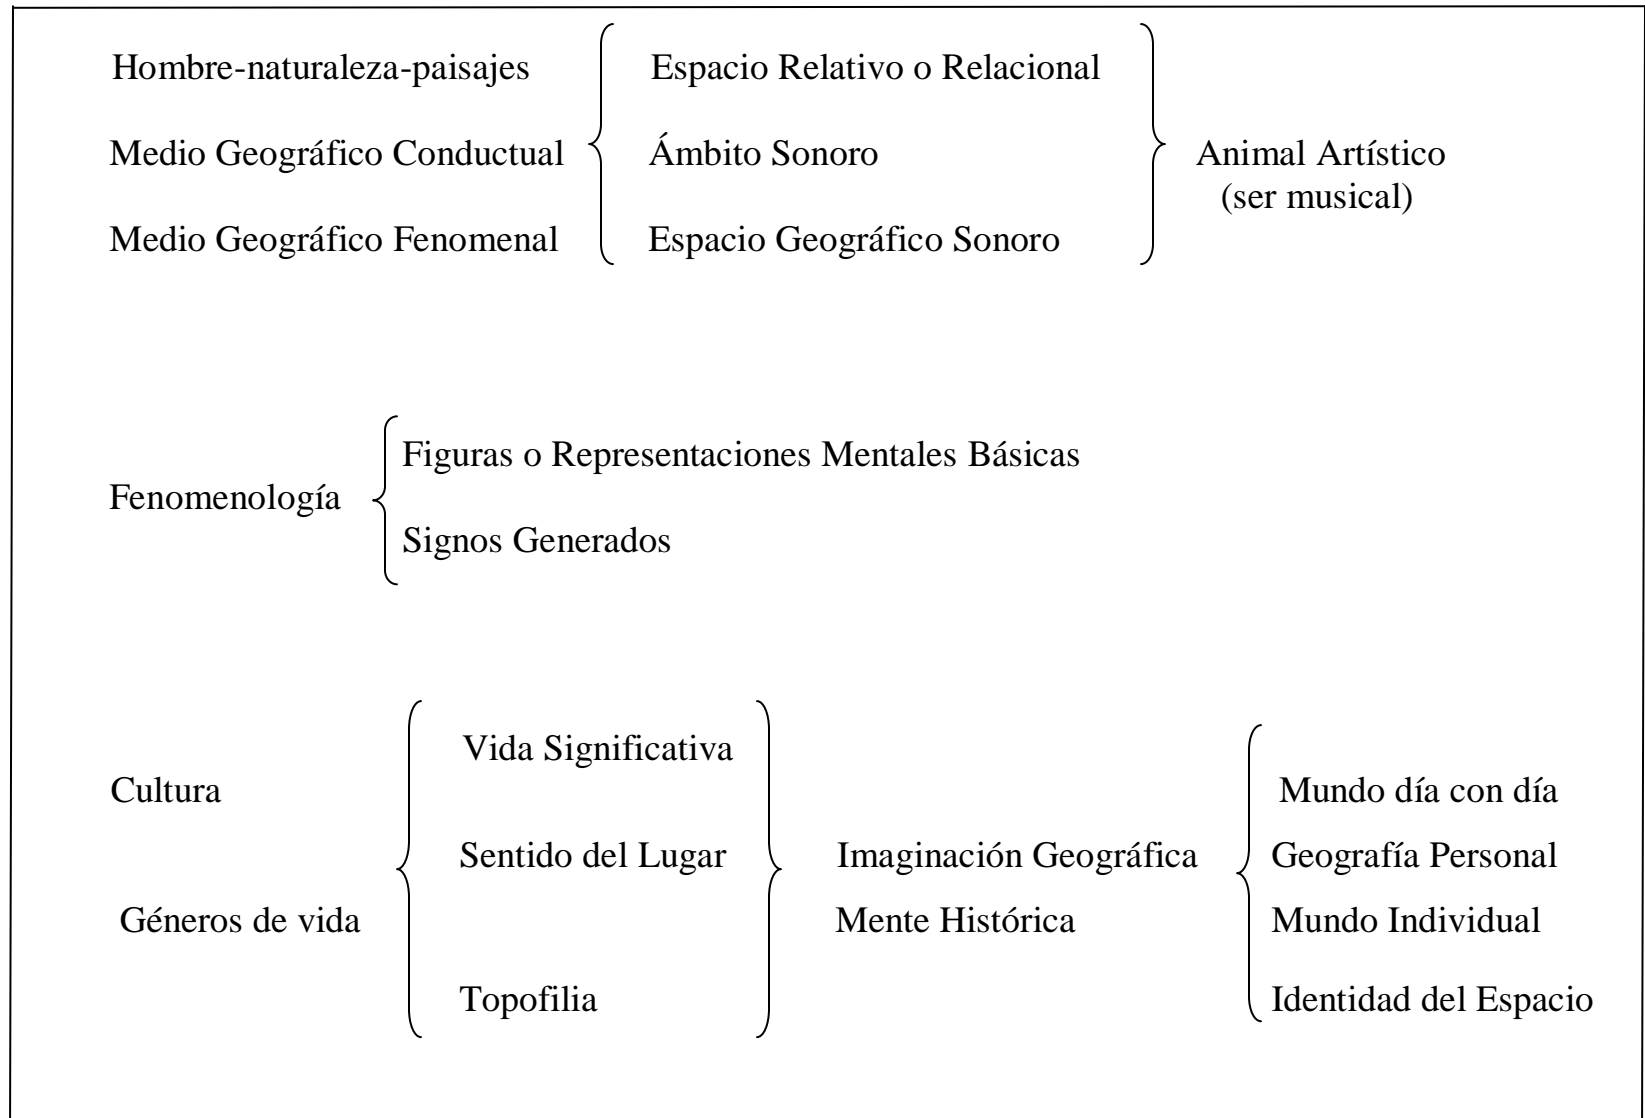 Hombre-naturaleza-paisajes
Espacio Relativo o Relacional
Medio Geográfico Conductual
Ámbito Sonoro
Animal Artístico
(ser musical)
Medio Geográfico Fenomenal
Espacio Geográfico Sonoro
Figuras o Representaciones Mentales Básicas
Fenomenología
Signos Generados
Vida Significativa
Cultura
Mundo día con día
Sentido del Lugar
Imaginación Geográfica
Geografía Personal
Géneros de vida
Mente Histórica
Mundo Individual
Topofilia
Identidad del Espacio